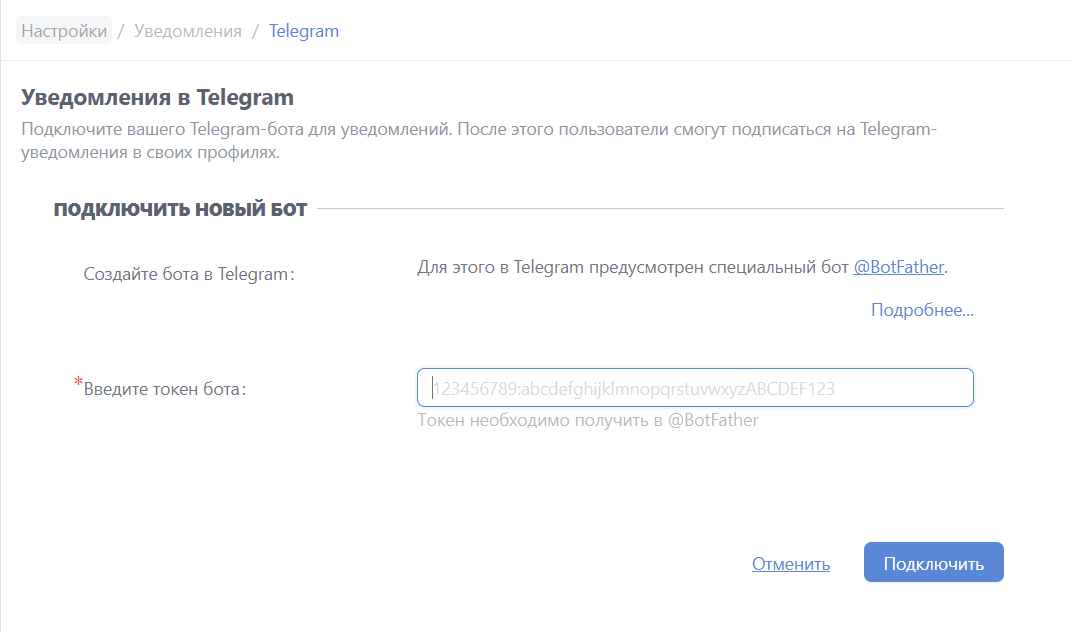 Настройки / Уведомления / Telegram
Уведомления в Telegram
Подключите вашего Telegram-бота для уведомлений. После этого пользователи смогут подписаться на Telegram-
уведомления в своих профилях.
подключить новый бот
Создайте бота в Telegram: Для этого в Telegram предусмотрен специальный бот @BotFather.
Подробнее...
*Введите токен бота: 123456789:abcdefghijklmnopqrstuvwxyzABCDEF123
Токен необходимо получить в @BotFather
Отменить Подключить